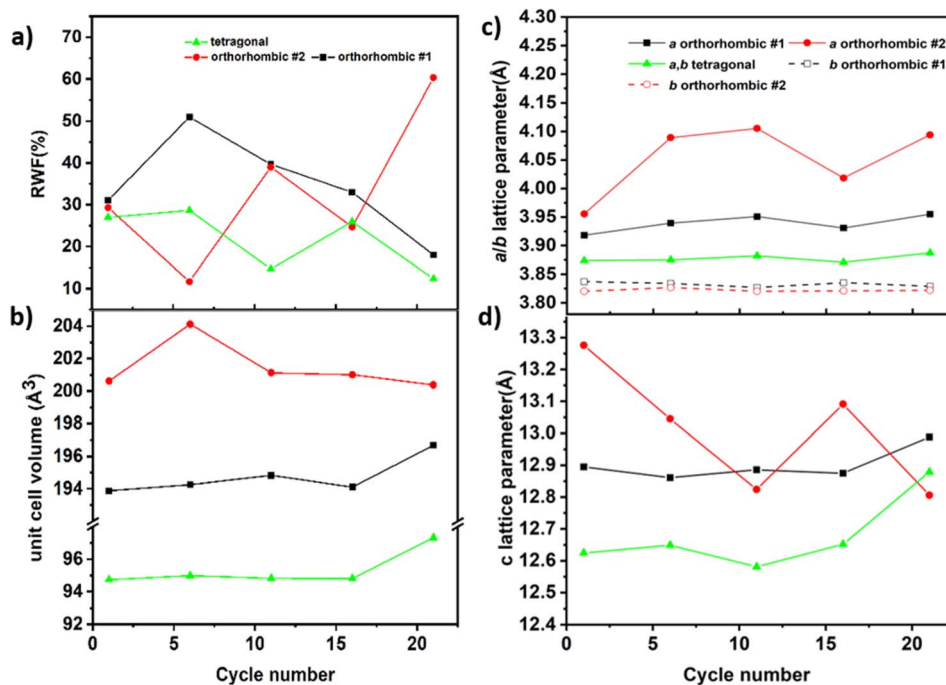 a)
tetragonal
orthorhombic #2 orthorhombic #1
70
60
50
40
30
20
10
RWF(%)
b)
204
202
200
198
196
194
96
94
92
unit cell volume (Å3)
0 5 10 15 20
Cycle number
c)
a orthorhombic #1 a orthorhombic #2
a,b tetragonal b orthorhombic #1
b orthorhombic #2
4.30
4.25
4.20
4.15
4.10
4.05
4.00
3.95
3.90
3.85
3.80
a/b lattice parameter(Å)
d)
13.3
13.2
13.1
13.0
12.9
12.8
12.7
12.6
12.5
12.4
c lattice parameter(Å)
0 5 10 15 20
Cycle number